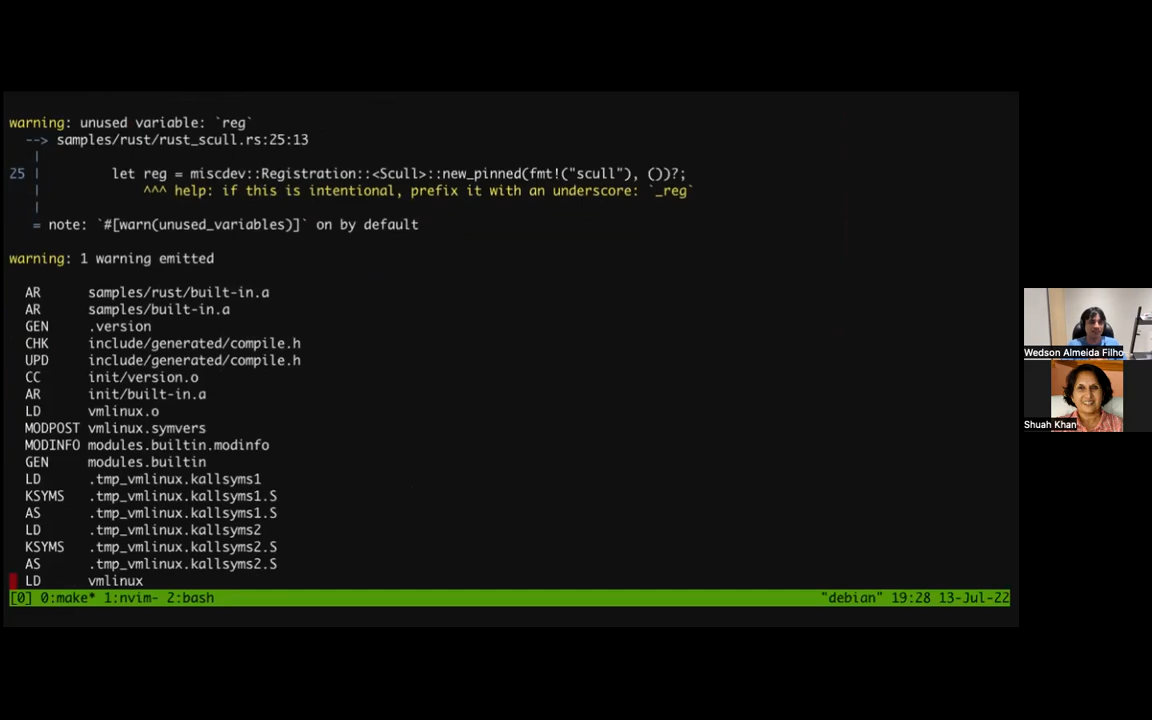 warning: unused variable: `reg`
--> samples/rust/rust_scull.rs:25:13
|
25 | let reg = miscdev::Registration::<Scull>::new_pinned(fmt!("scull"), ())?;
| ^^^ help: if this is intentional, prefix it with an underscore: `_reg`
|
= note: `#[warn(unused_variables)]` on by default
warning: 1 warning emitted
AR samples/rust/built-in.a
AR samples/built-in.a
GEN .version
CHK include/generated/compile.h
UPD include/generated/compile.h
CC init/version.o
AR init/built-in.a
LD vmlinux.o
MODPOST vmlinux.symvers
MODINFO modules.builtin.modinfo
GEN modules.builtin
LD .tmp_vmlinux.kallsyms1
KSYMS .tmp_vmlinux.kallsyms1.S
AS .tmp_vmlinux.kallsyms1.S
LD .tmp_vmlinux.kallsyms2
KSYMS .tmp_vmlinux.kallsyms2.S
AS .tmp_vmlinux.kallsyms2.S
LD vmlinux
[0] 0:make* 1:nvim- 2:bash "debian" 19:28 13-Jul-22
Wedson Almeida Filho
Shuah Khan